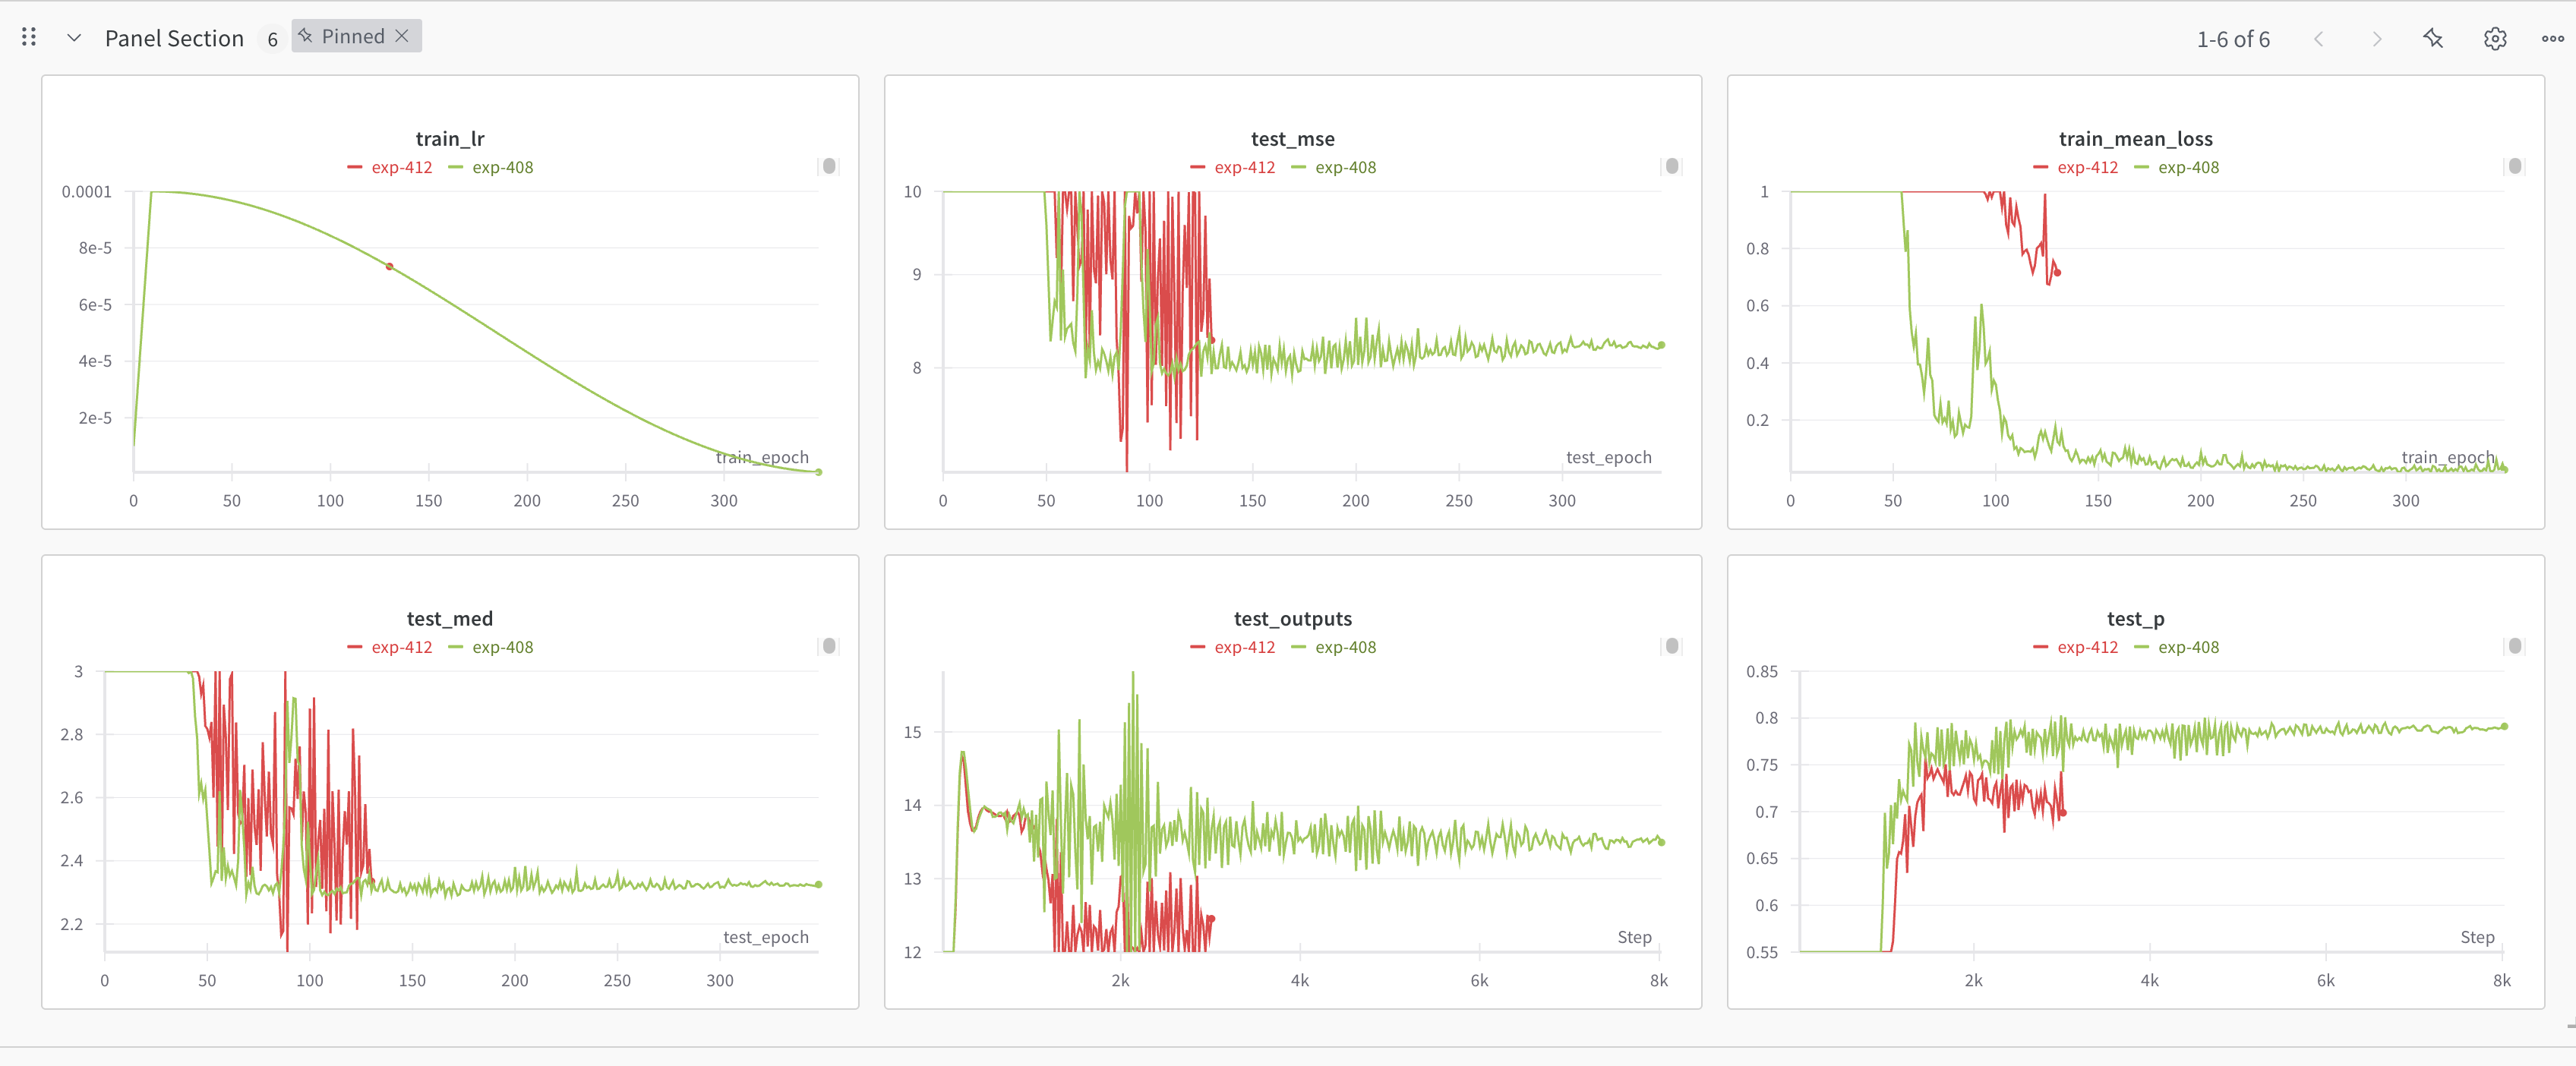 Panel Section 6 Pinned
1-6 of 6
train_lr
exp-412 exp-408
0.0001
8e-5
6e-5
4e-5
2e-5
train_epoch
0 50 100 150 200 250 300
test_mse
exp-412 exp-408
10
9
8
test_epoch
0 50 100 150 200 250 300
train_mean_loss
exp-412 exp-408
1
0.8
0.6
0.4
0.2
train_epoch
0 50 100 150 200 250 300
test_med
exp-412 exp-408
3
2.8
2.6
2.4
2.2
test_epoch
0 50 100 150 200 250 300
test_outputs
exp-412 exp-408
15
14
13
12
Step
2k 4k 6k 8k
test_p
exp-412 exp-408
0.85
0.8
0.75
0.7
0.65
0.6
0.55
Step
2k 4k 6k 8k